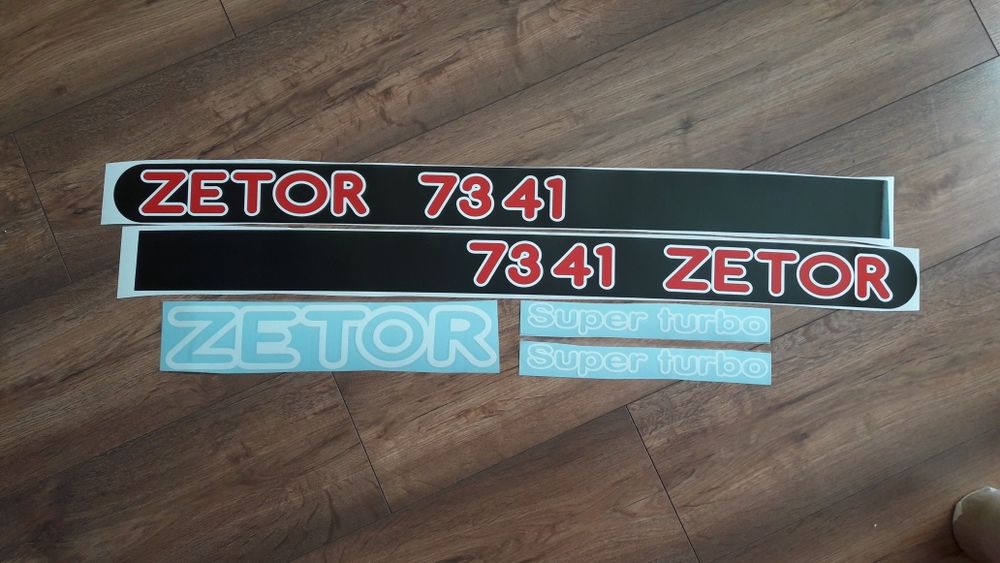 ZETOR 7341
7341 ZETOR
ZETOR
Super turbo
Super turbo